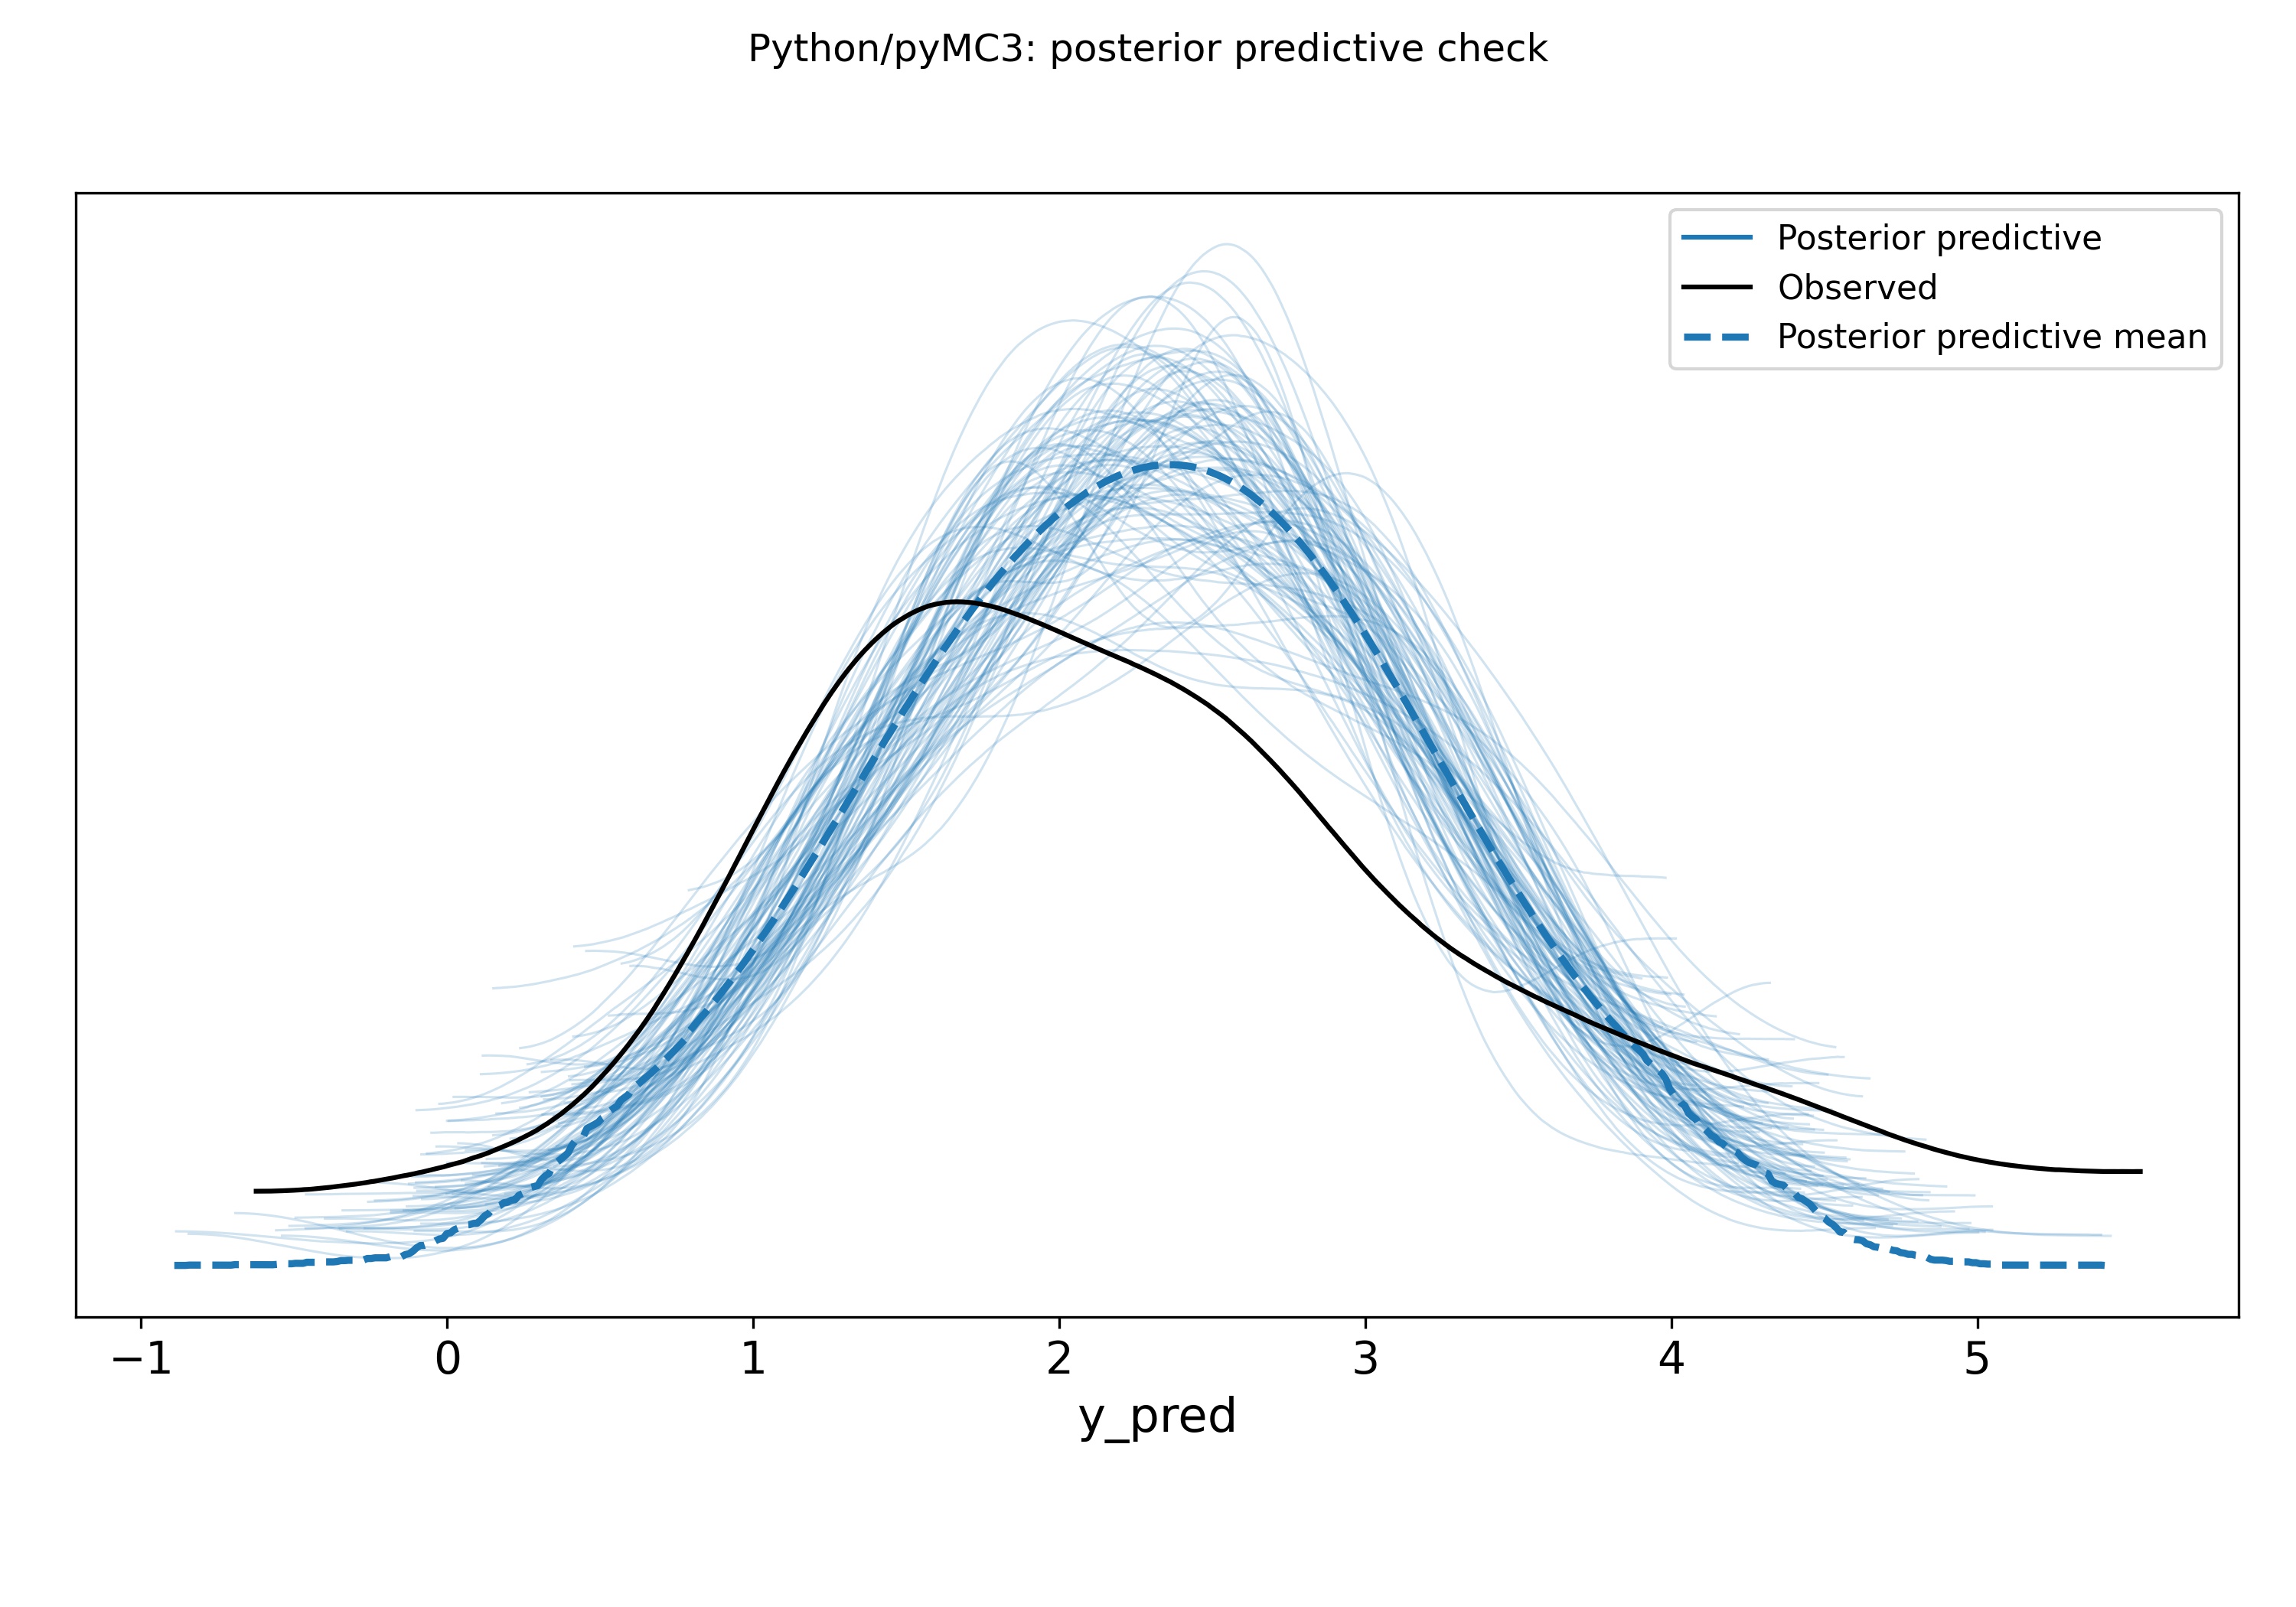 Python/pyMC3: posterior predictive check
Posterior predictive
Observed
Posterior predictive mean
−1 0 1 2 3 4 5
y_pred